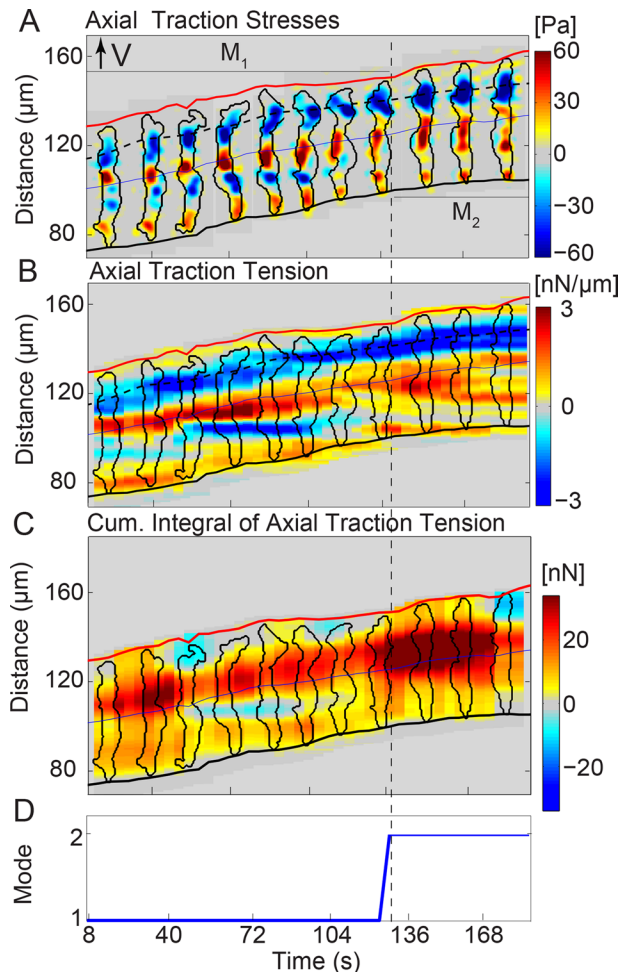 A Axial Traction Stresses [Pa]
V M1
160
120
80
Distance (μm)
M2
60
30
0
−30
−60
B Axial Traction Tension [nN/μm]
160
120
80
Distance (μm)
3
0
−3
C Cum. Integral of Axial Traction Tension
[nN]
160
120
80
Distance (μm)
20
0
−20
D
2
1
Mode
8 40 72 104 136 168
Time (s)